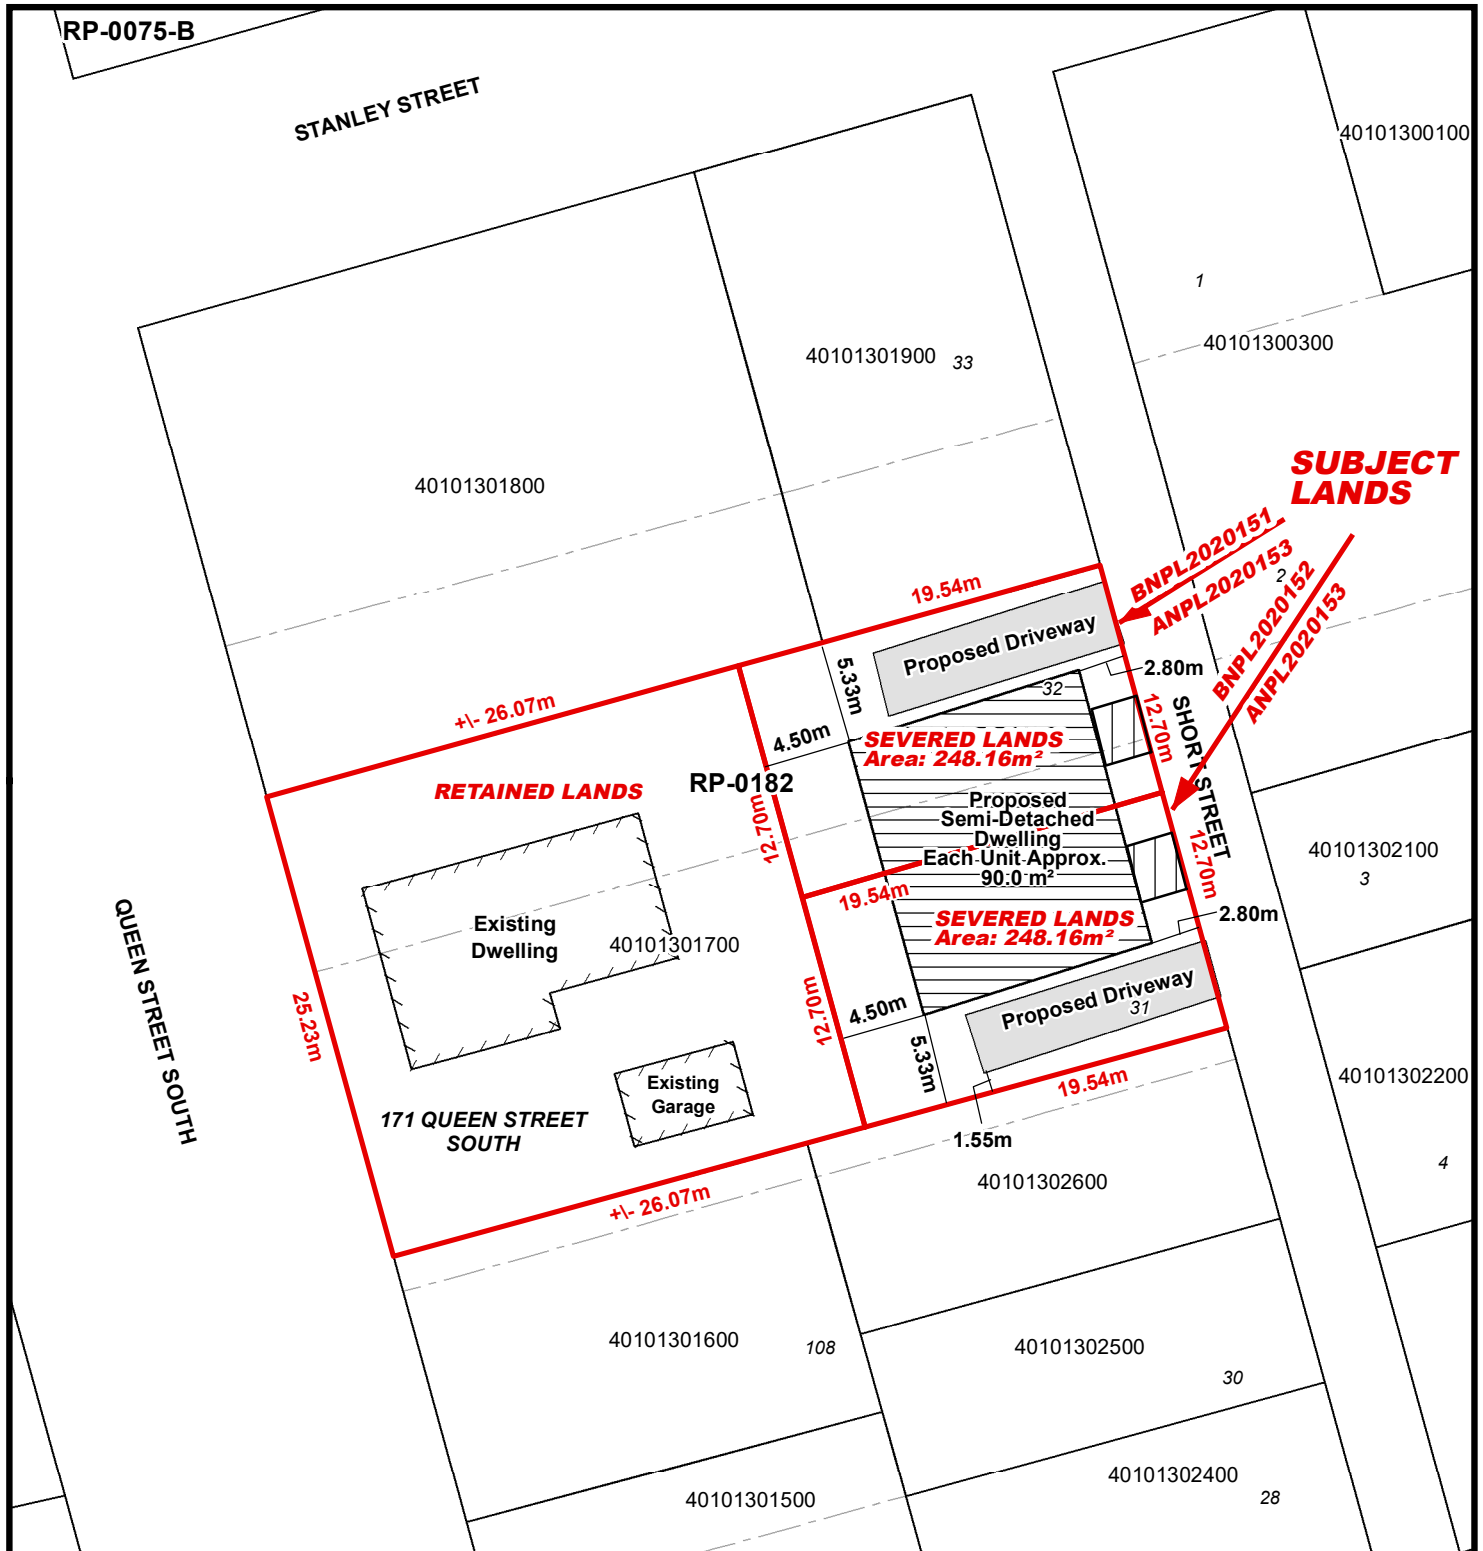 RP-0075-B
STANLEY STREET
40101300100
1
40101300300
40101301900
33
40101301800
SUBJECT
LANDS
BNPL2020151
ANPL2020153
2
BNPL2020152
ANPL2020153
19.54m
Proposed Driveway
5.33m
32
2.80m
+\- 26.07m
4.50m
12.70m
SHORT STREET
SEVERED LANDS
Area: 248.16m²
RETAINED LANDS
RP-0182
12.70m
Proposed
Semi-Detached
Dwelling
Each Unit Approx.
90.0 m²
12.70m
40101302100
3
19.54m
SEVERED LANDS
Area: 248.16m²
2.80m
QUEEN STREET SOUTH
Existing
Dwelling
40101301700
25.23m
12.70m
4.50m
Proposed Driveway
31
5.33m
Existing
Garage
19.54m
40101302200
171 QUEEN STREET
SOUTH
1.55m
4
40101302600
+\- 26.07m
40101301600
108
40101302500
30
40101302400
28
40101301500